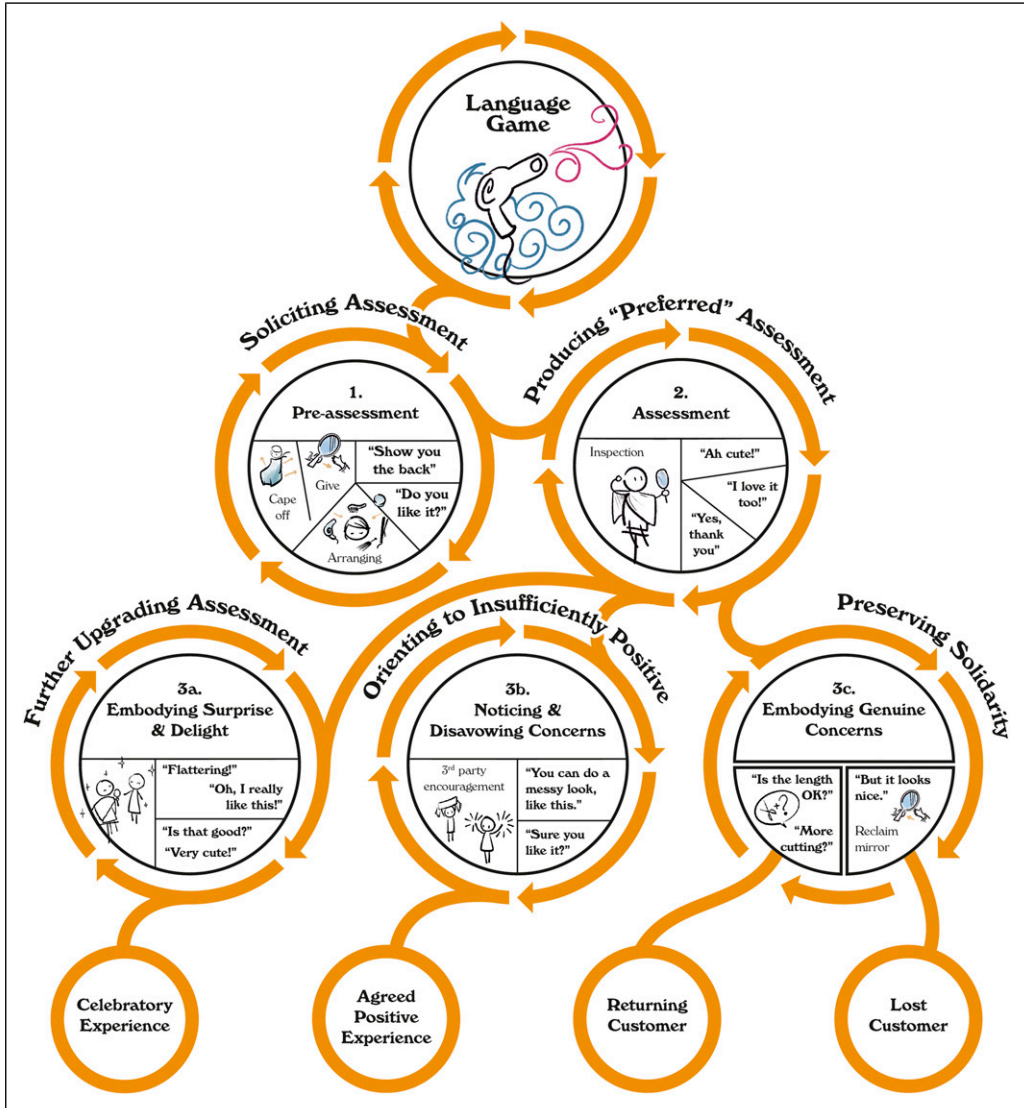 Language
Game
Soliciting Assessment
1.
Pre-assessment
Cape
off
Give
Arranging
“Show you
the back”
“Do you
like it?”
Producing “Preferred” Assessment
2.
Assessment
Inspection
“Ah cute!”
“I love it
too!”
“Yes,
thank
you”
Further Upgrading Assessment
3a.
Embodying Surprise
& Delight
“Flattering!”
“Oh, I really
like this!”
“Is that good?”
“Very cute!”
Orienting to Insufficiently Positive
3b.
Noticing &
Disavowing Concerns
3rd party
encouragement
“You can do a
messy look,
like this.”
“Sure you
like it?”
Preserving Solidarity
3c.
Embodying Genuine
Concerns
“Is the length
OK?”
“More
cutting?”
“But it looks
nice.”
Reclaim
mirror
Celebratory
Experience
Agreed
Positive
Experience
Returning
Customer
Lost
Customer